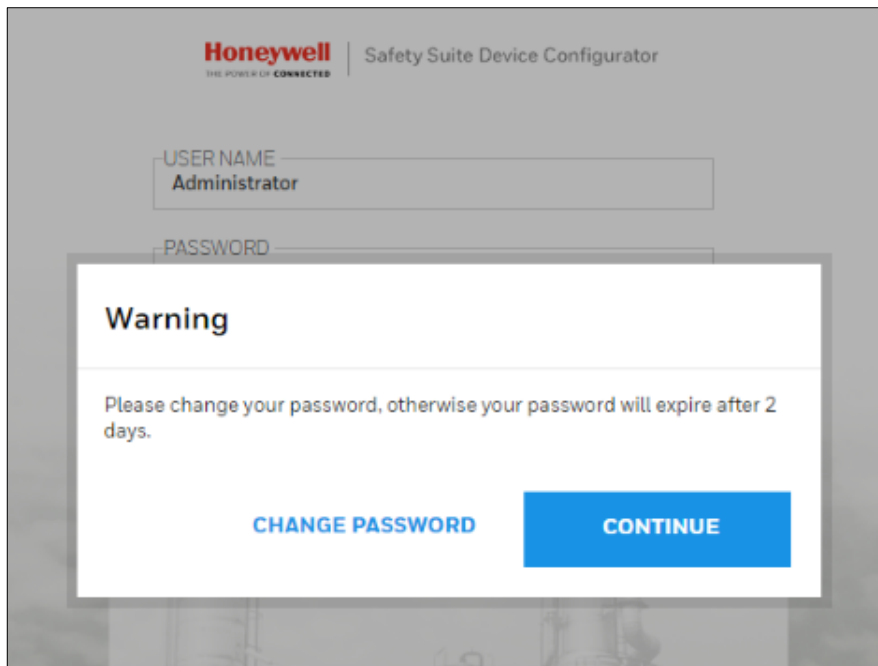 Honeywell
THE POWER OF CONNECTED
Safety Suite Device Configurator
USER NAME
Administrator
PASSWORD
Warning
Please change your password, otherwise your password will expire after 2
days.
CHANGE PASSWORD
CONTINUE